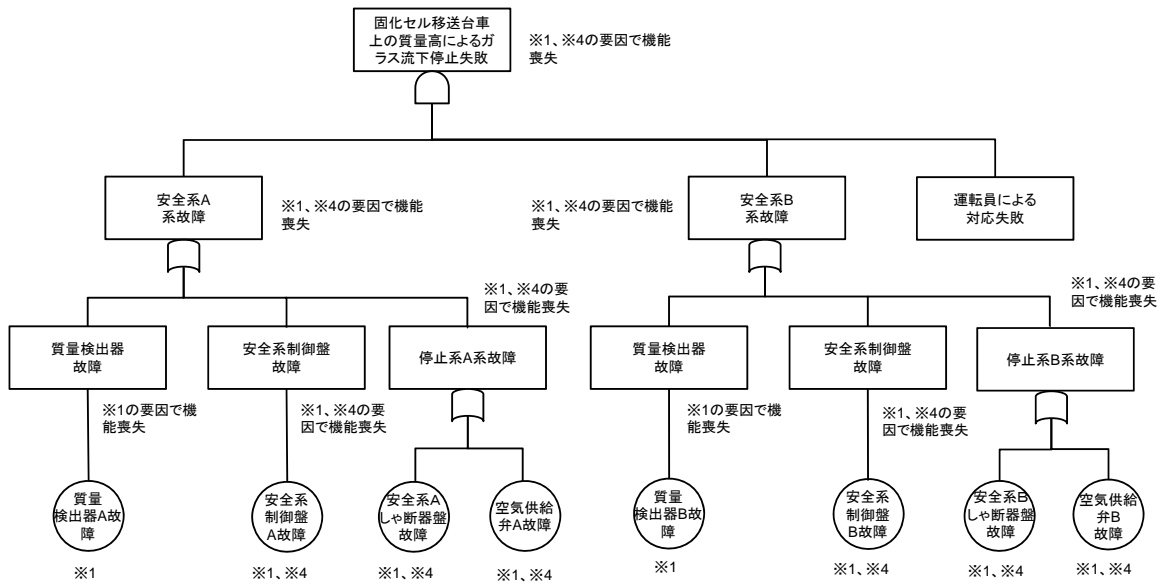 固化セル移送台車
上の質量高によるガ
ラス流下停止失敗
※1、※4の要因で機能
喪失
安全系A
系故障
※1、※4の要因で機能
喪失
※1、※4の要因で機能
喪失
安全系B
系故障
運転員による
対応失敗
※1、※4の要
因で機能喪失
※1、※4の要
因で機能喪失
質量検出器
故障
安全系制御盤
故障
停止系A系故障
質量検出器
故障
安全系制御盤
故障
停止系B系故障
※1の要因で機
能喪失
※1、※4の要
因で機能喪失
※1の要因で機
能喪失
※1、※4の要
因で機能喪失
質量
検出器A故
障
安全系
制御盤
A故障
安全系A
しゃ断器盤
故障
空気供給
弁A故障
質量
検出器B故
障
安全系
制御盤
B故障
安全系B
しゃ断器盤
故障
空気供給
弁B
故障
※1
※1、※4
※1、※4
※1、※4
※1
※1、※4
※1、※4
※1、※4